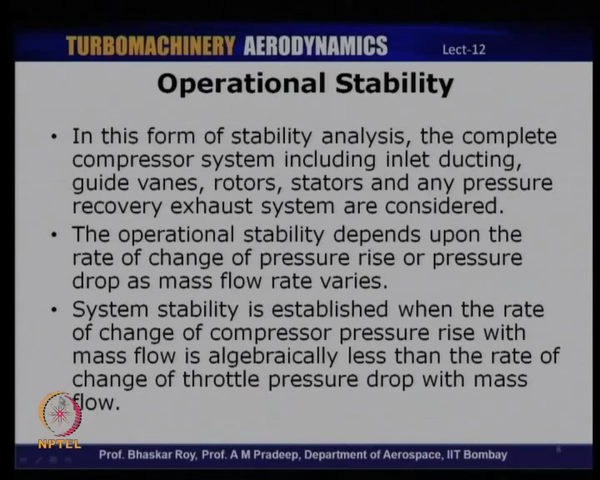 TURBOMACHINERY AERODYNAMICS Lect-12
Operational Stability
• In this form of stability analysis, the complete
compressor system including inlet ducting,
guide vanes, rotors, stators and any pressure
recovery exhaust system are considered.
• The operational stability depends upon the
rate of change of pressure rise or pressure
drop as mass flow rate varies.
• System stability is established when the rate
of change of compressor pressure rise with
mass flow is algebraically less than the rate of
change of throttle pressure drop with mass
flow.
NPTEL
Prof. Bhaskar Roy, Prof. A M Pradeep, Department of Aerospace, IIT Bombay